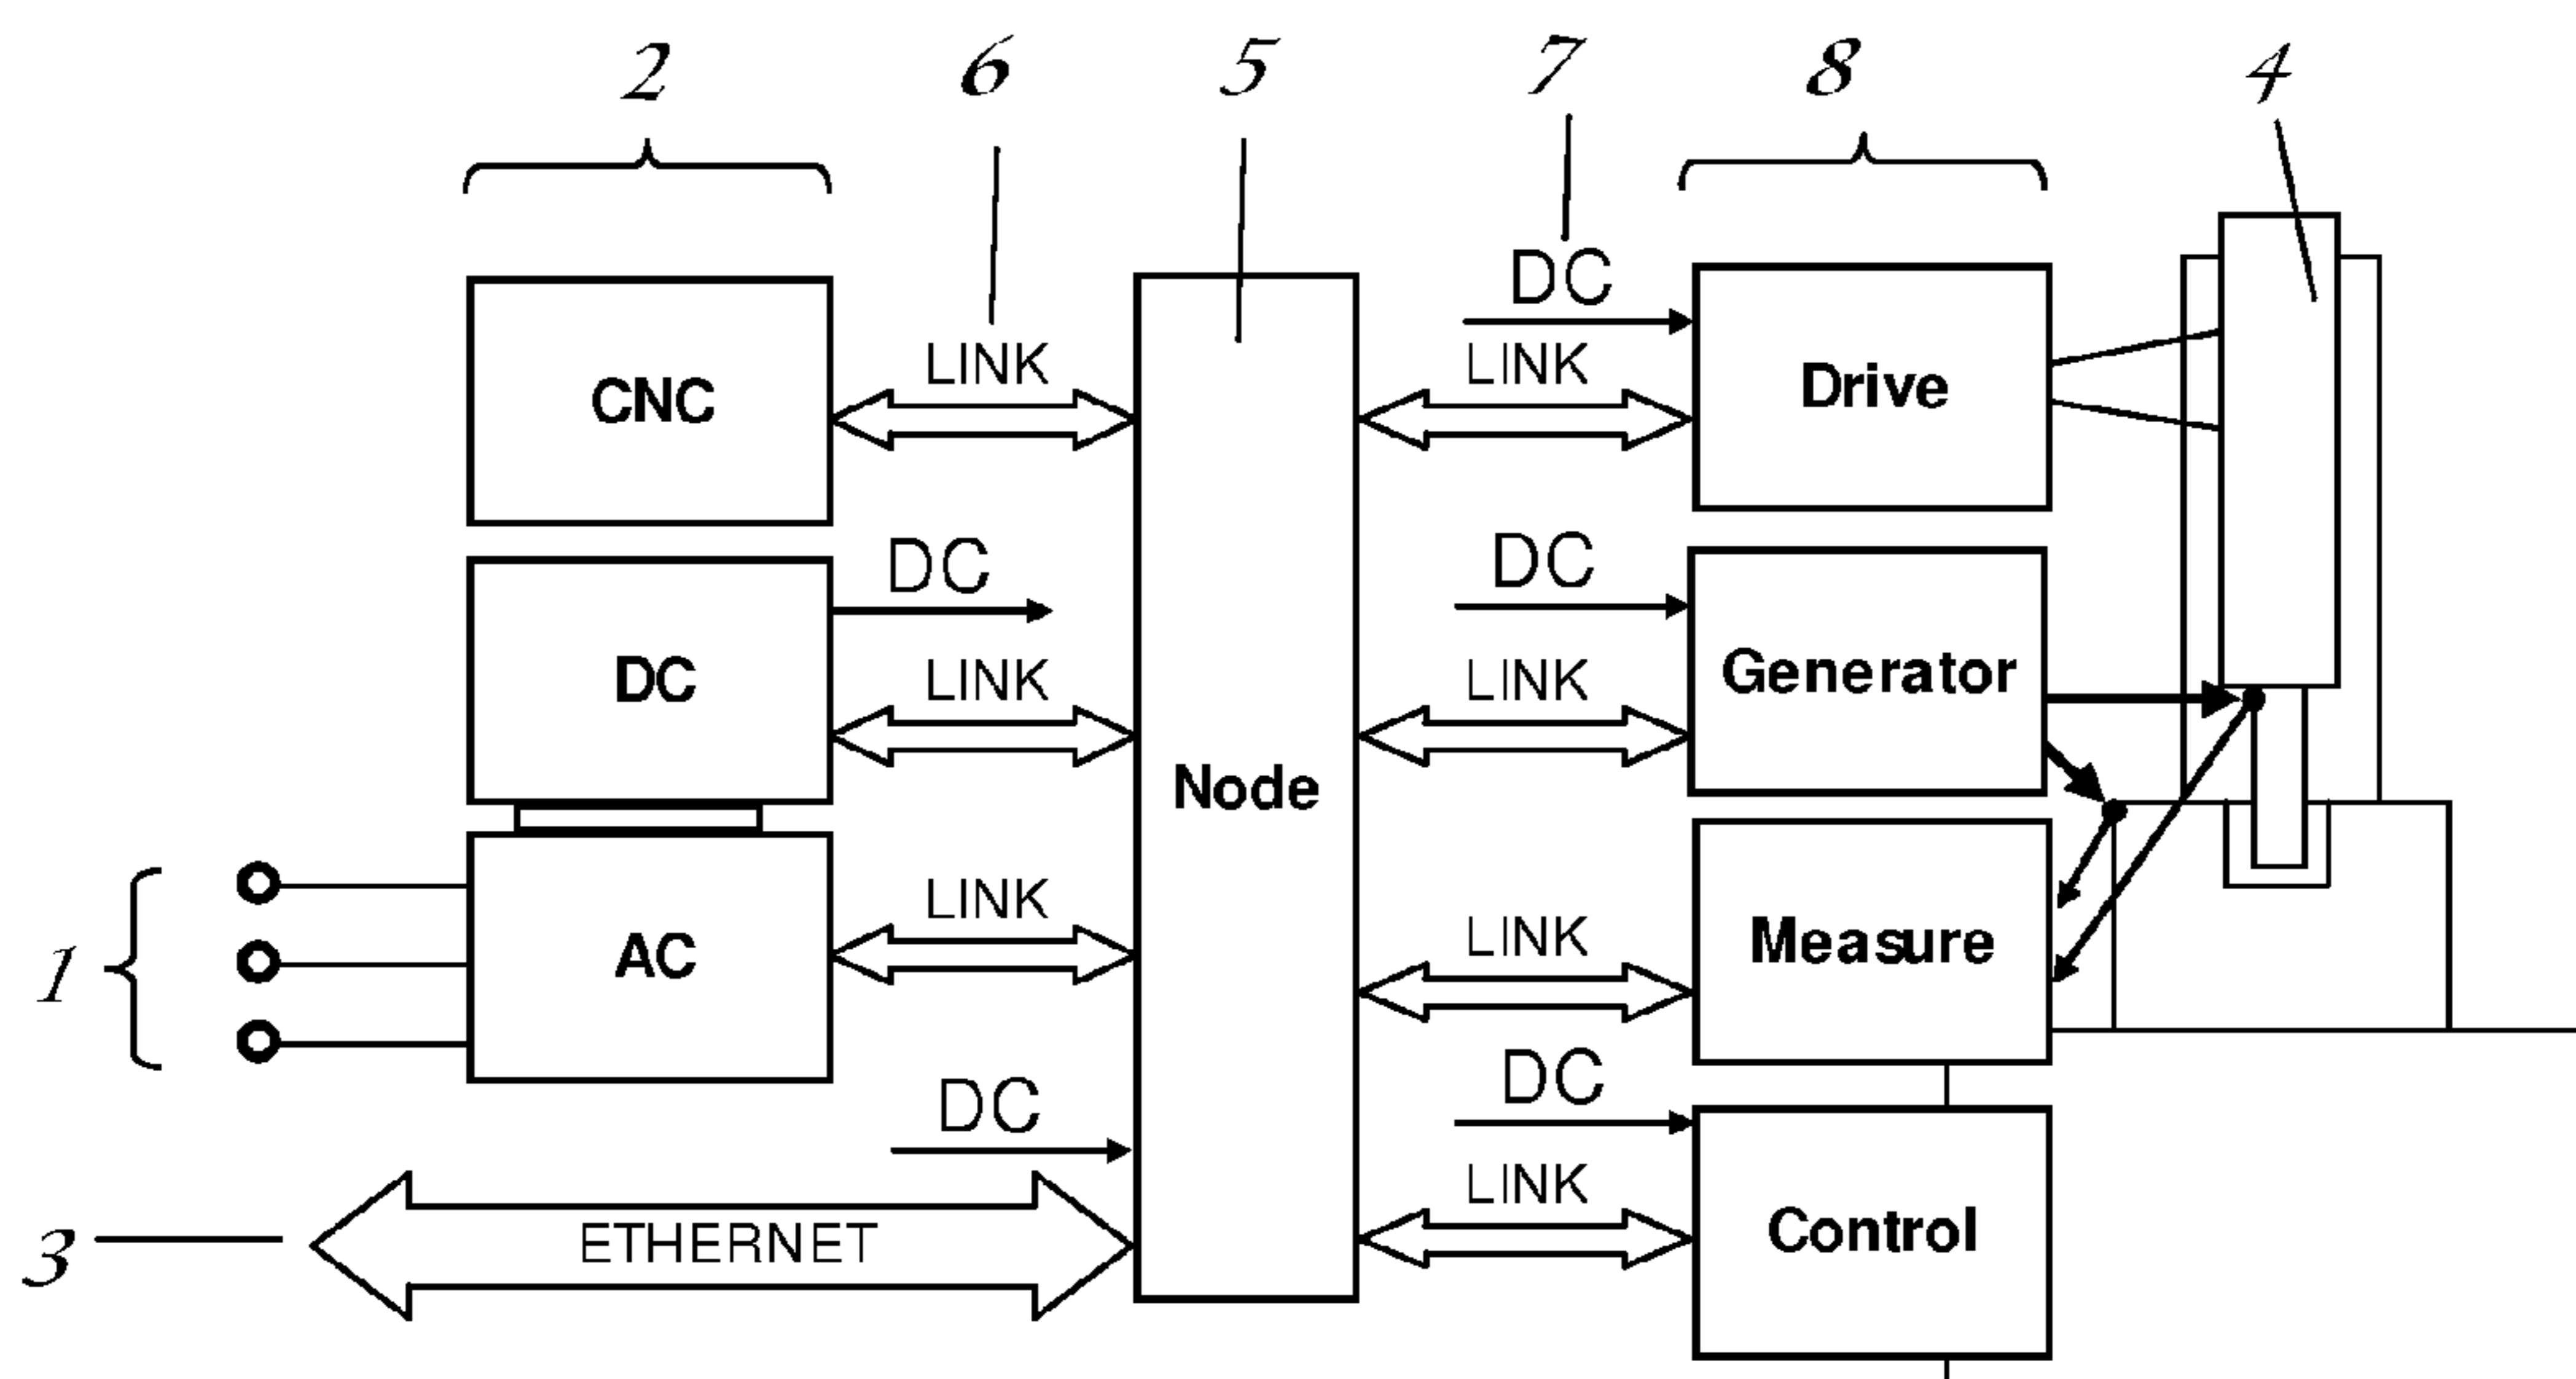 2 6 5 7 8 4
DC
LINK LINK
CNC Drive
DC DC
LINK LINK
DC Generator
Node
LINK LINK
1 AC Measure
DC DC
LINK
3 ETHERNET Control